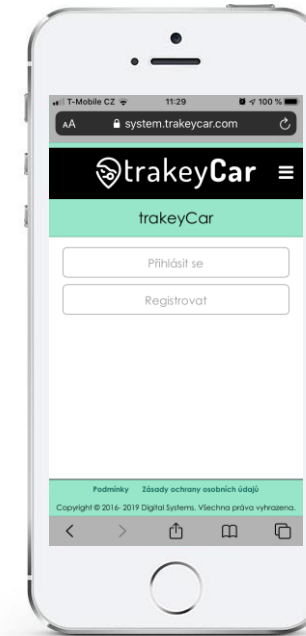 T-Mobile CZ 11:29 100 %
AA system.trakeycar.com
trakeyCar
trakeyCar
Přihlásit se
Registrovat
Podmínky Zásady ochrany osobních údajů
Copyright © 2016- 2019 Digital Systems. Všechna práva vyhrazena.